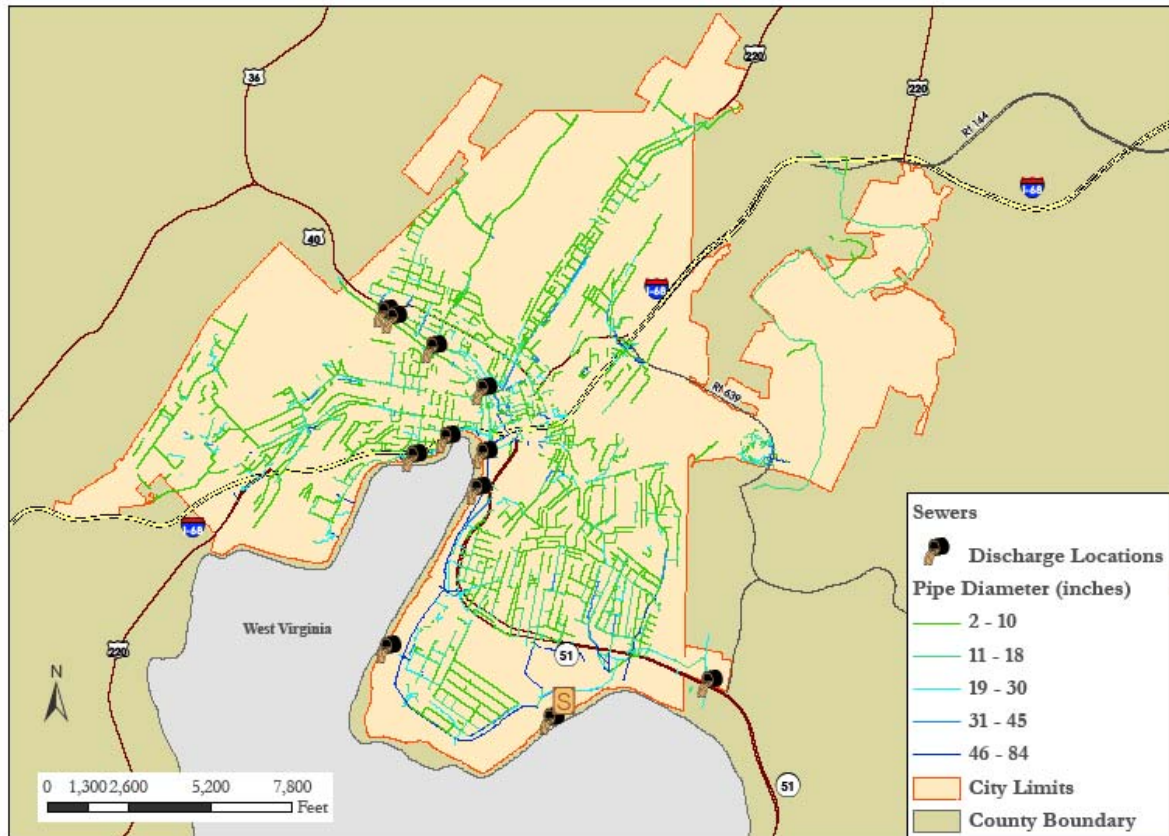 220
36
220
Rt 144
I-68
40
I-68
Rt 639
I-68
West Virginia
220
N
51
S
51
0 1,300 2,600 5,200 7,800
Feet
Sewers
Discharge Locations
Pipe Diameter (inches)
2 - 10
11 - 18
19 - 30
31 - 45
46 - 84
City Limits
County Boundary